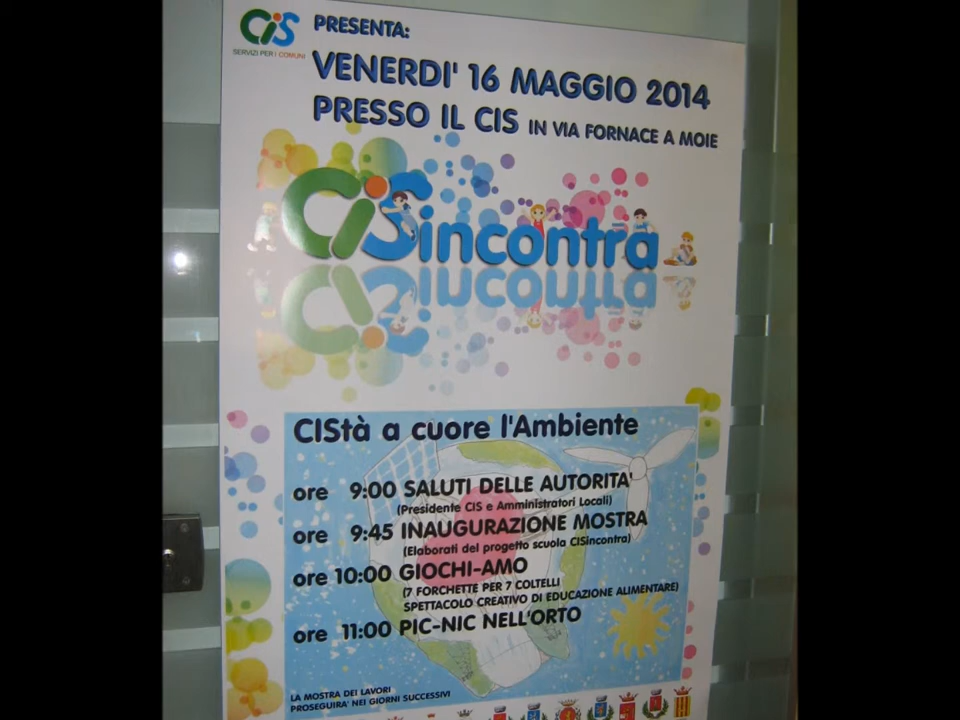 CiS
SERVIZI PER I COMUNI
PRESENTA:
VENERDI' 16 MAGGIO 2014
PRESSO IL CIS IN VIA FORNACE A MOIE
CiSincontra
CIStà a cuore l'Ambiente
ore 9:00 SALUTI DELLE AUTORITA'
(Presidente CIS e Amministratori Locali)
ore 9:45 INAUGURAZIONE MOSTRA
(Elaborati del progetto scuola CISincontra)
ore 10:00 GIOCHI-AMO
(7 FORCHETTE PER 7 COLTELLI
SPETTACOLO CREATIVO DI EDUCAZIONE ALIMENTARE)
ore 11:00 PIC-NIC NELL'ORTO
LA MOSTRA DEI LAVORI
PROSEGUIRA' NEI GIORNI SUCCESSIVI